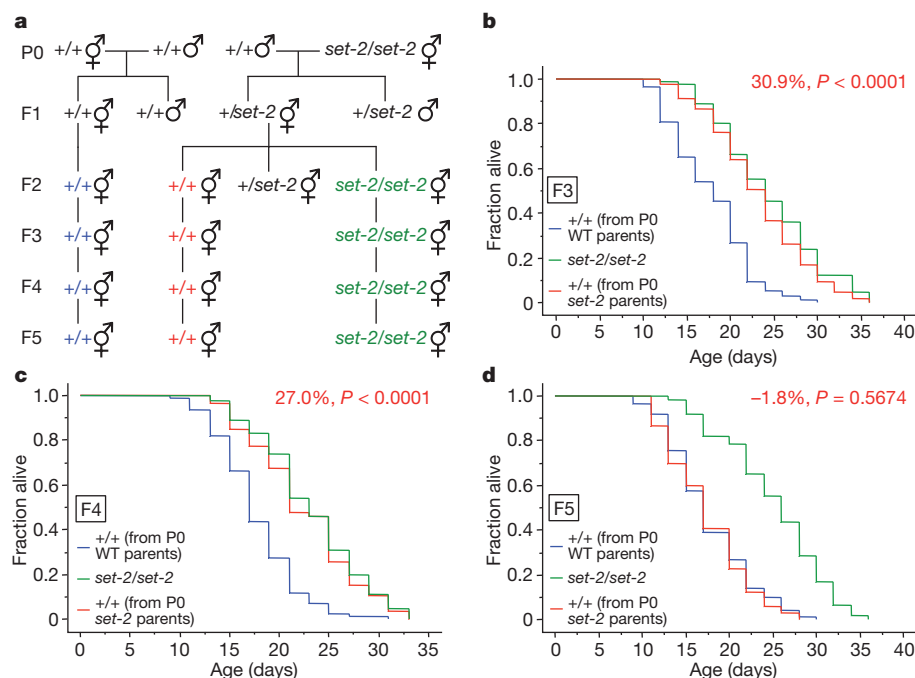 a
P0 +/+⚥ +/+♂ +/+♂ set-2/set-2⚥
F1 +/+⚥ +/+♂ +/set-2 ⚥ +/set-2 ♂
F2 +/+⚥ +/+⚥ +/set-2⚥ set-2/set-2⚥
F3 +/+⚥ +/+⚥ set-2/set-2⚥
F4 +/+⚥ +/+⚥ set-2/set-2⚥
F5 +/+⚥ +/+⚥ set-2/set-2⚥
b
30.9%, P < 0.0001
Fraction alive
1.0
0.8
0.6
0.4
0.2
0
F3
+/+ (from P0
WT parents)
set-2/set-2
+/+ (from P0
set-2 parents)
0 5 10 15 20 25 30 35 40
Age (days)
c
27.0%, P < 0.0001
Fraction alive
1.0
0.8
0.6
0.4
0.2
0
F4
+/+ (from P0
WT parents)
set-2/set-2
+/+ (from P0
set-2 parents)
0 5 10 15 20 25 30 35
Age (days)
d
–1.8%, P = 0.5674
Fraction alive
1.0
0.8
0.6
0.4
0.2
0
F5
+/+ (from P0
WT parents)
set-2/set-2
+/+ (from P0
set-2 parents)
0 5 10 15 20 25 30 35 40
Age (days)